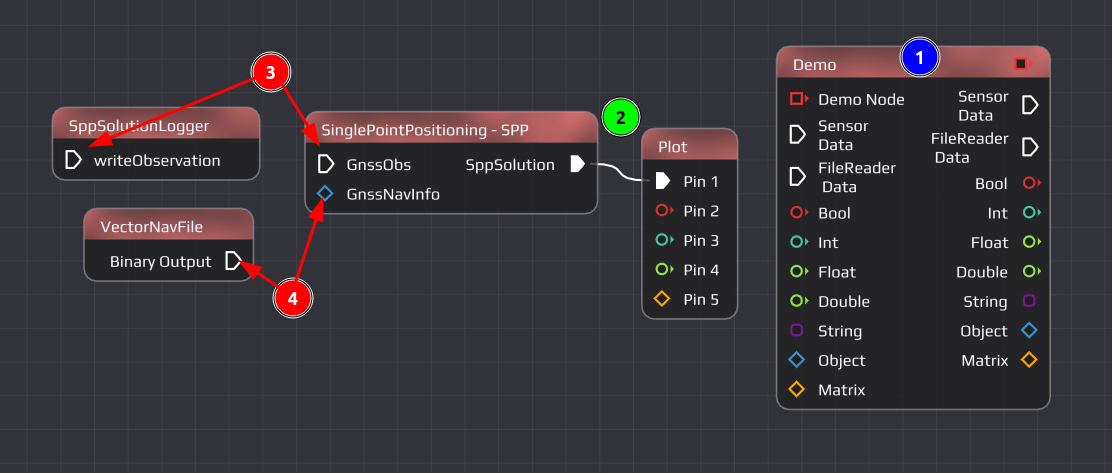 3
SppSolutionLogger
writeObservation
VectorNavFile
Binary Output
4
SinglePointPositioning - SPP
GnssObs
SppSolution
GnssNavInfo
2
Plot
Pin 1
Pin 2
Pin 3
Pin 4
Pin 5
1
Demo
Demo Node
Sensor
Data
FileReader
Data
Bool
Int
Float
Double
String
Object
Matrix
Sensor
Data
FileReader
Data
Bool
Int
Float
Double
String
Object
Matrix